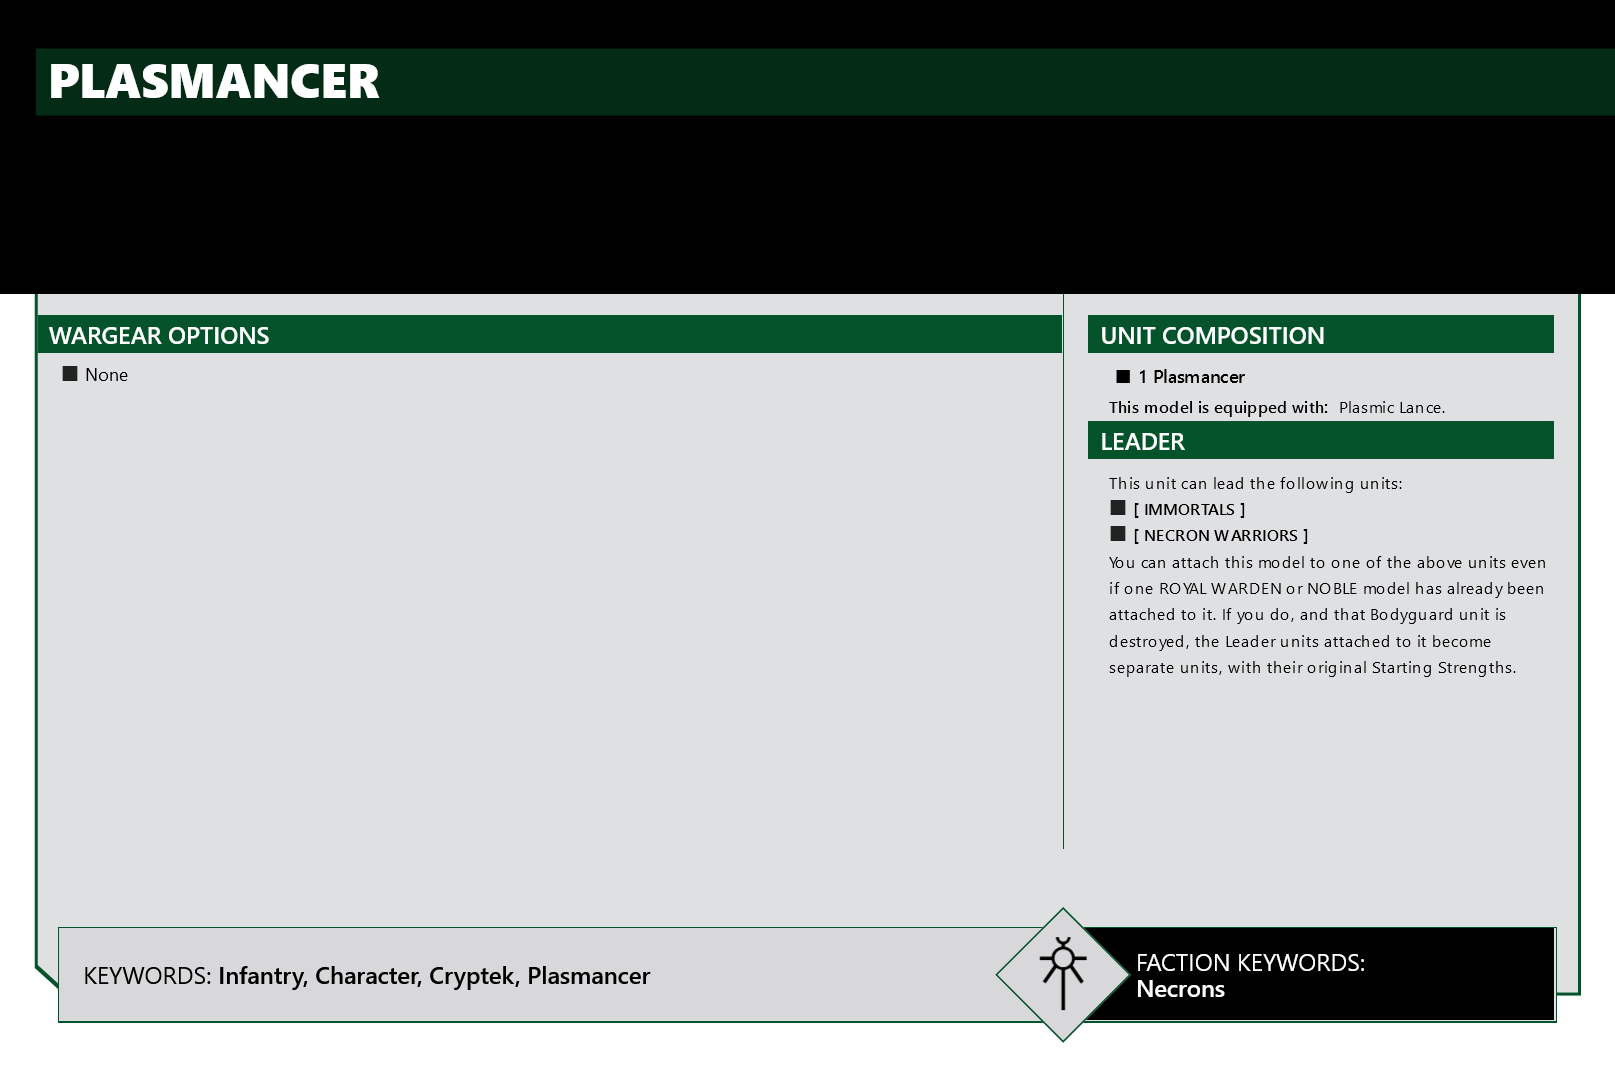 PLASMANCER
WARGEAR OPTIONS
■ None
UNIT COMPOSITION
■ 1 Plasmancer
This model is equipped with: Plasmic Lance.
LEADER
This unit can lead the following units:
■ [ IMMORTALS ]
■ [ NECRON WARRIORS ]
You can attach this model to one of the above units even
if one ROYAL WARDEN or NOBLE model has already been
attached to it. If you do, and that Bodyguard unit is
destroyed, the Leader units attached to it become
separate units, with their original Starting Strengths.
KEYWORDS: Infantry, Character, Cryptek, Plasmancer
FACTION KEYWORDS:
Necrons